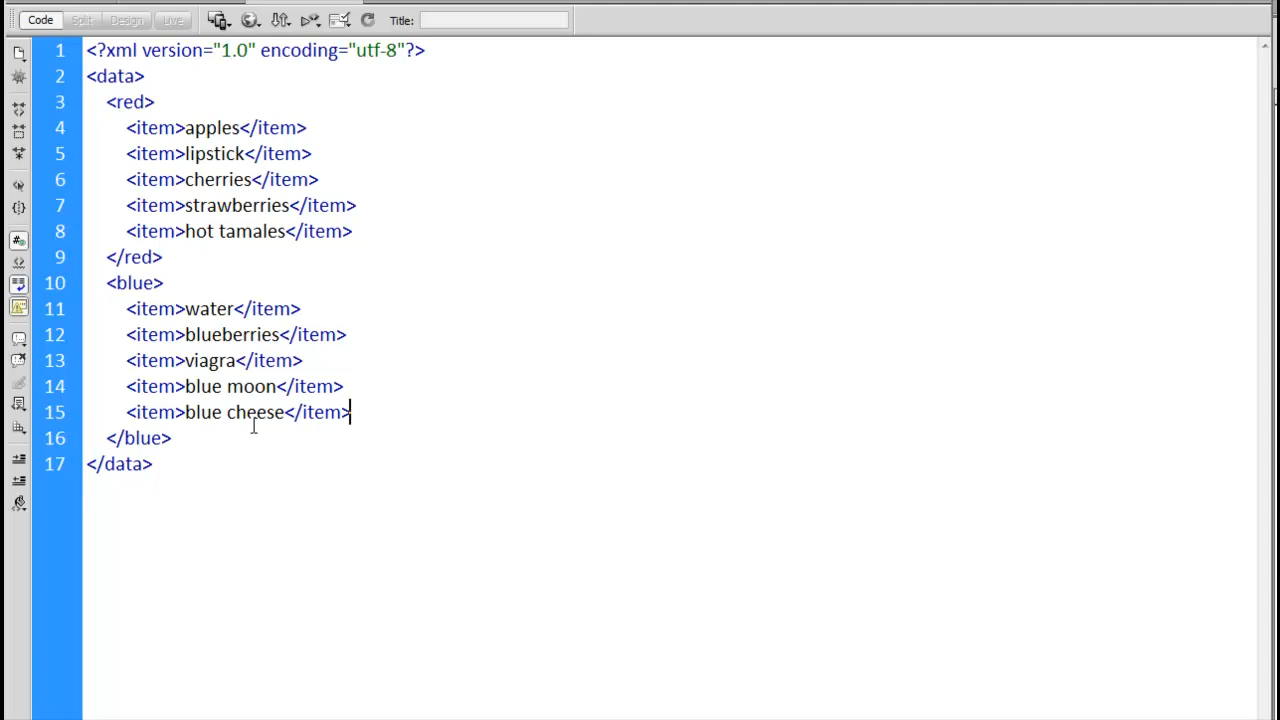 Code Split Design Live Title:
1 <?xml version="1.0" encoding="utf-8"?>
2 <data>
3 <red>
4 <item>apples</item>
5 <item>lipstick</item>
6 <item>cherries</item>
7 <item>strawberries</item>
8 <item>hot tamales</item>
9 </red>
10 <blue>
11 <item>water</item>
12 <item>blueberries</item>
13 <item>viagra</item>
14 <item>blue moon</item>
15 <item>blue cheese</item>
16 </blue>
17 </data>